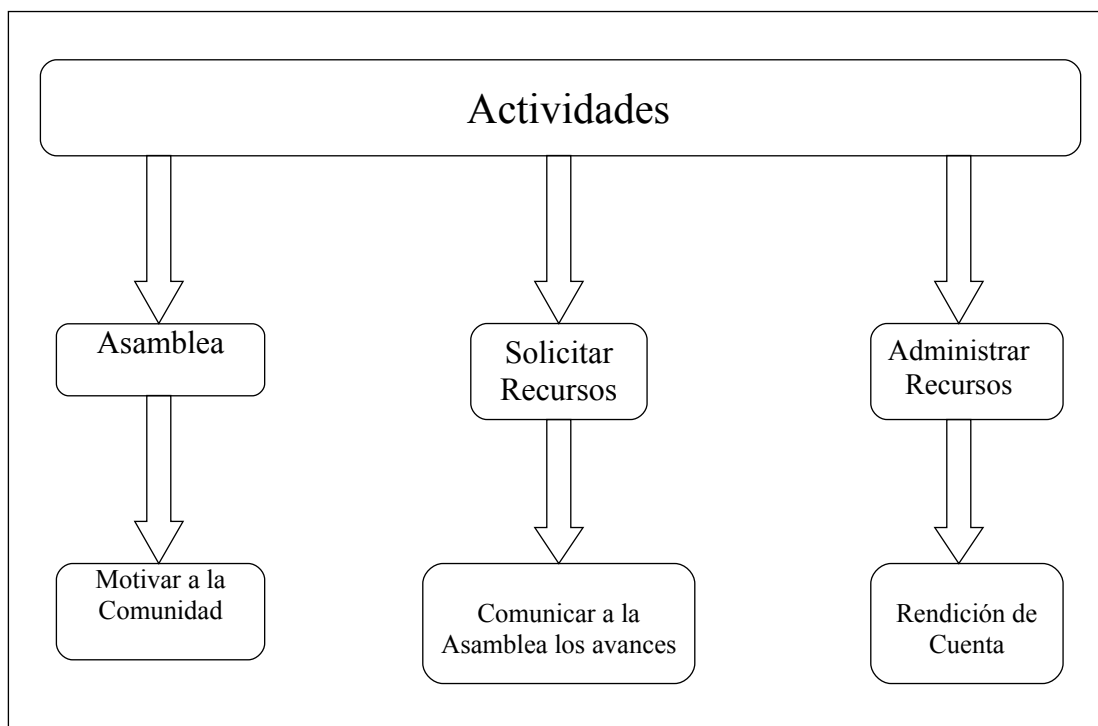 Actividades
Asamblea
Solicitar
Recursos
Administrar
Recursos
Motivar a la
Comunidad
Comunicar a la
Asamblea los avances
Rendición de
Cuenta